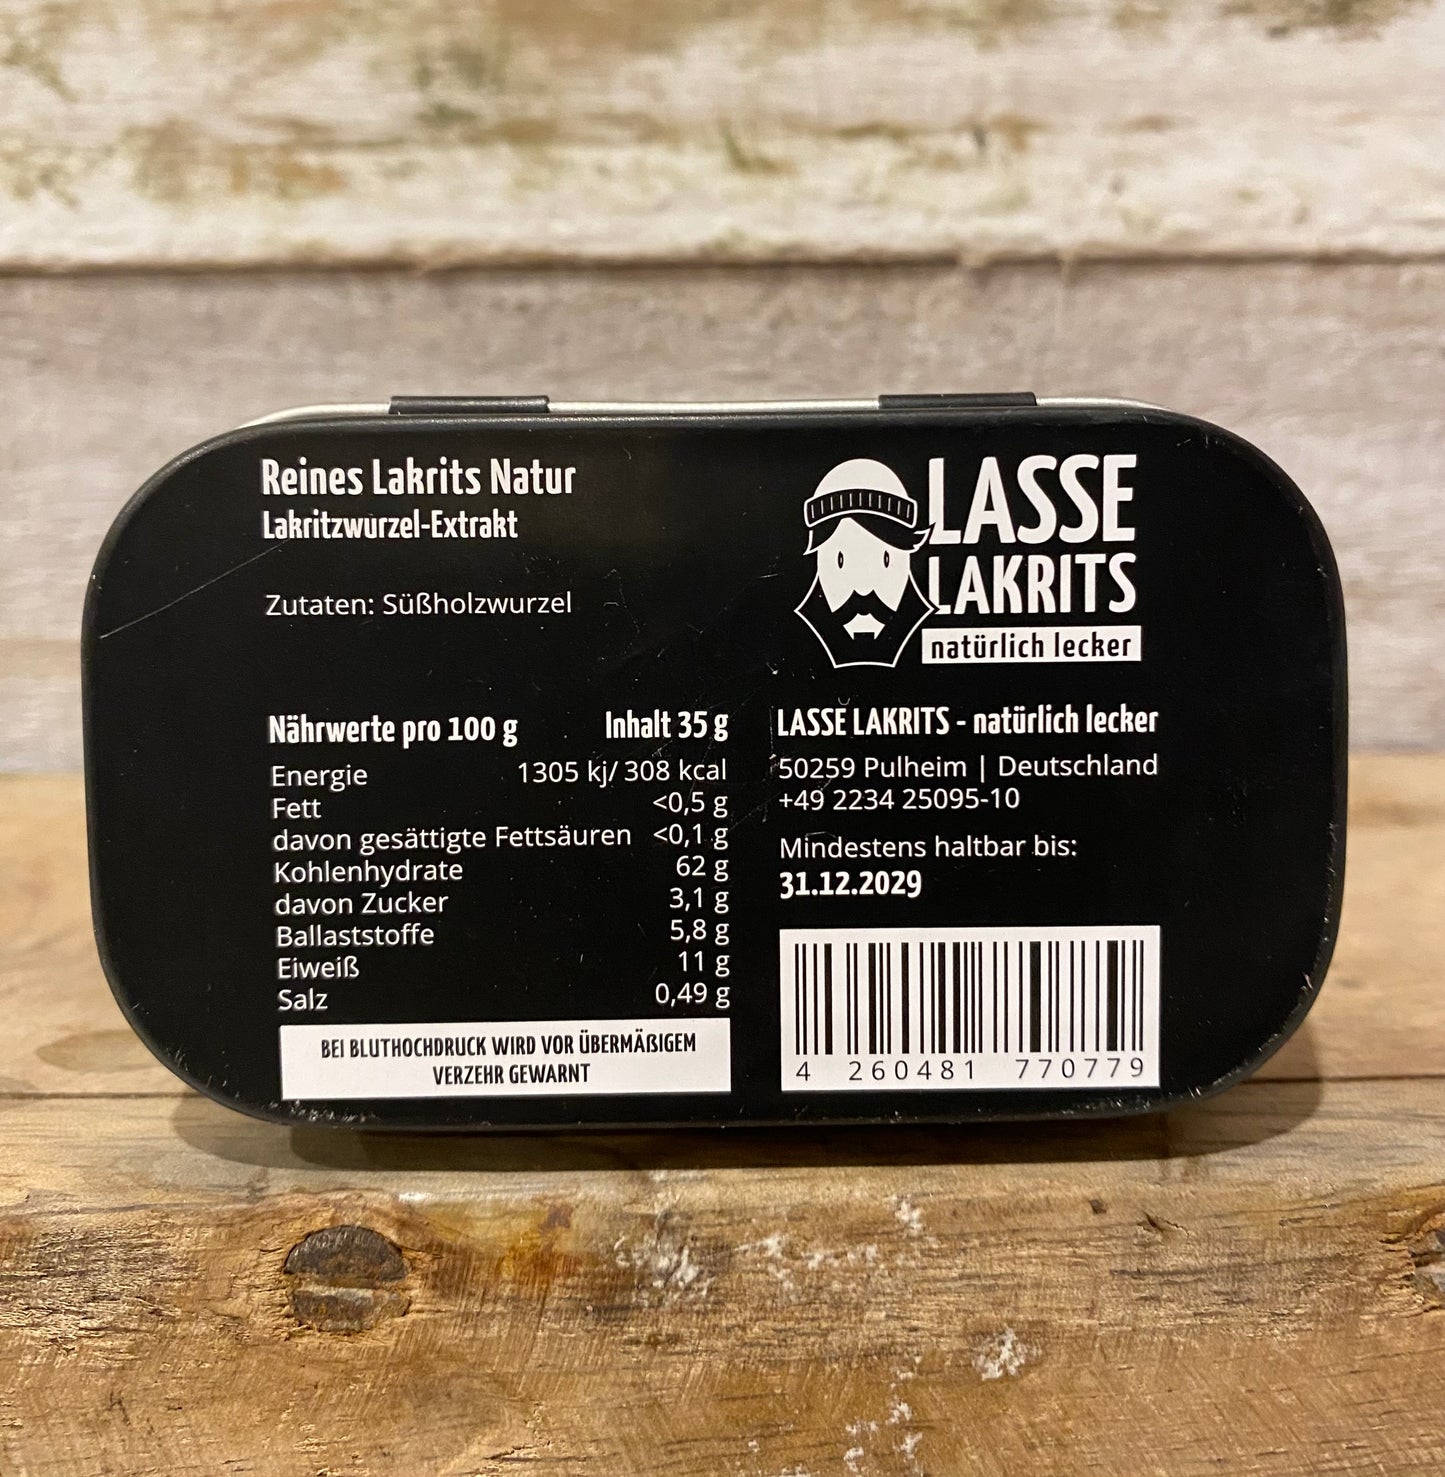 Reines Lakrits Natur
Lakritzwurzel-Extrakt
Zutaten: Süßholzwurzel
Nährwerte pro 100 g Inhalt 35 g
Energie 1305 kj/ 308 kcal
Fett <0,5 g
davon gesättigte Fettsäuren <0,1 g
Kohlenhydrate 62 g
davon Zucker 3,1 g
Ballaststoffe 5,8 g
Eiweiß 11 g
Salz 0,49 g
BEI BLUTHOCHDRUCK WIRD VOR ÜBERMÄßIGEM
VERZEHR GEWARNT
LASSE
LAKRITS
natürlich lecker
LASSE LAKRITS - natürlich lecker
50259 Pulheim | Deutschland
+49 2234 25095-10
Mindestens haltbar bis:
31.12.2029
4 260481 770779